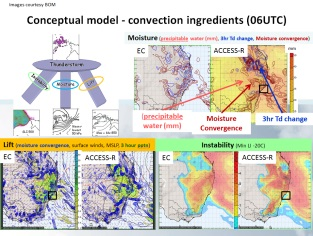 Images courtesy BOM
Conceptual model - convection ingredients (06UTC)
Moisture (precipitable water (mm), 3hr Td change, Moisture convergence)
EC
ACCESS-R
Thunderstorm
Instability
Moisture
Lift
precipitable
water (mm)
Moisture
Convergence
3hr Td change
Lift (moisture convergence, surface winds, MSLP, 3 hour pptn)
EC
ACCESS-R
Instability (Min LI -20C)
EC
ACCESS-R